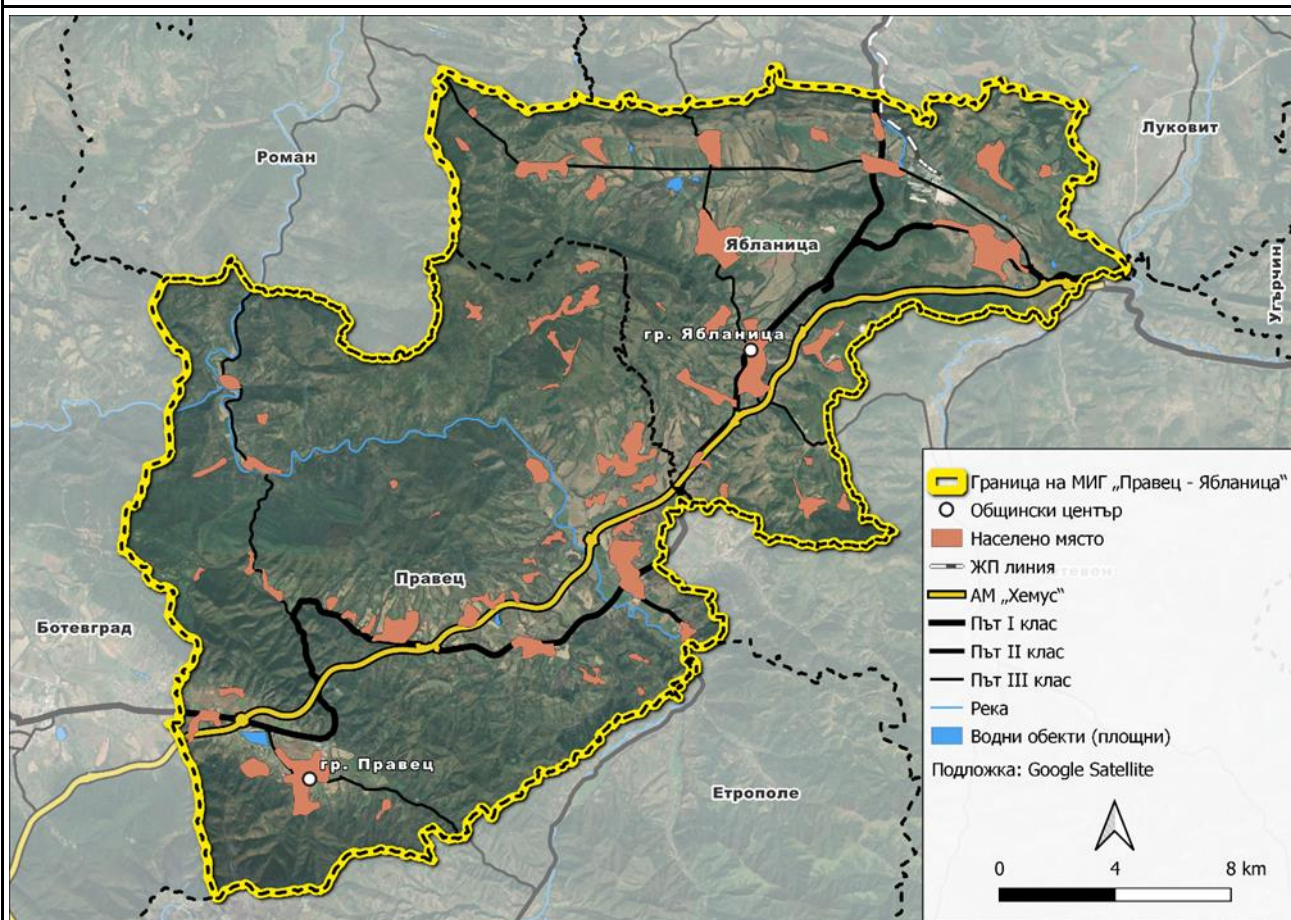 Роман
Луковит
Ябланица
Угърчин
гр. Ябланица
Правец
Ботевград
гр. Правец
Етрополе
Граница на МИГ „Правец - Ябланица“
Общински център
Населено място
ЖП линия
АМ „Хемус“
Път I клас
Път II клас
Път III клас
Река
Водни обекти (площни)
Подложка: Google Satellite
0 4 8 km